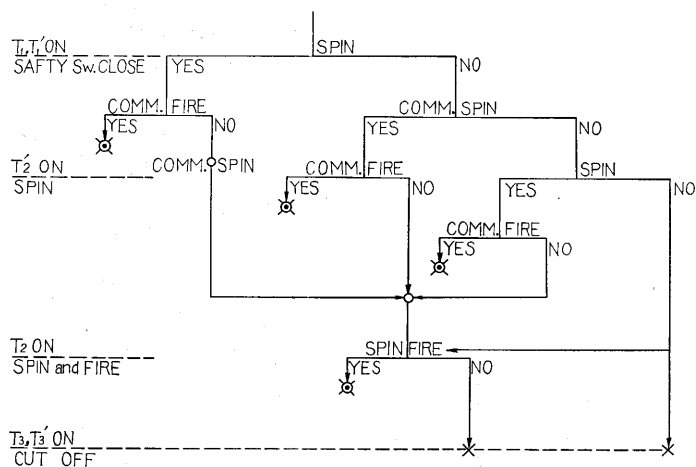 T₁,T₁'ON
SAFTY SW.CLOSE
SPIN
YES
NO
COMM. FIRE
YES
NO
COMM. SPIN
YES
NO
T₂' ON
SPIN
COMM. SPIN
COMM. FIRE
YES
NO
SPIN
YES
NO
COMM. FIRE
YES
NO
T₂ ON
SPIN and FIRE
SPIN FIRE
YES
NO
T₃,T₃' ON
CUT OFF